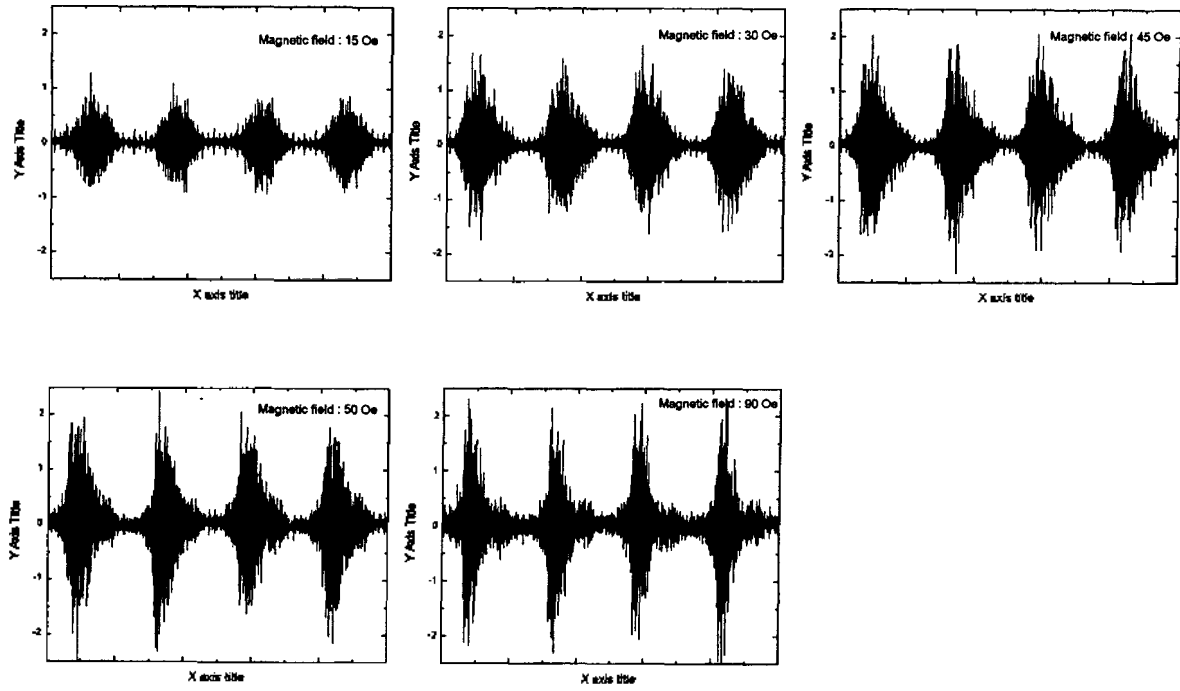 Magnetic field : 15 Oe
Y Axis Title
2
1
0
-1
-2
X axis title
Magnetic field : 30 Oe
Y Axis Title
2
1
0
-1
-2
X axis title
Magnetic field : 45 Oe
Y Axis Title
2
1
0
-1
-2
X axis title
Magnetic field : 50 Oe
Y Axis Title
2
1
0
-1
-2
X axis title
Magnetic field : 90 Oe
Y Axis Title
2
1
0
-1
-2
X axis title